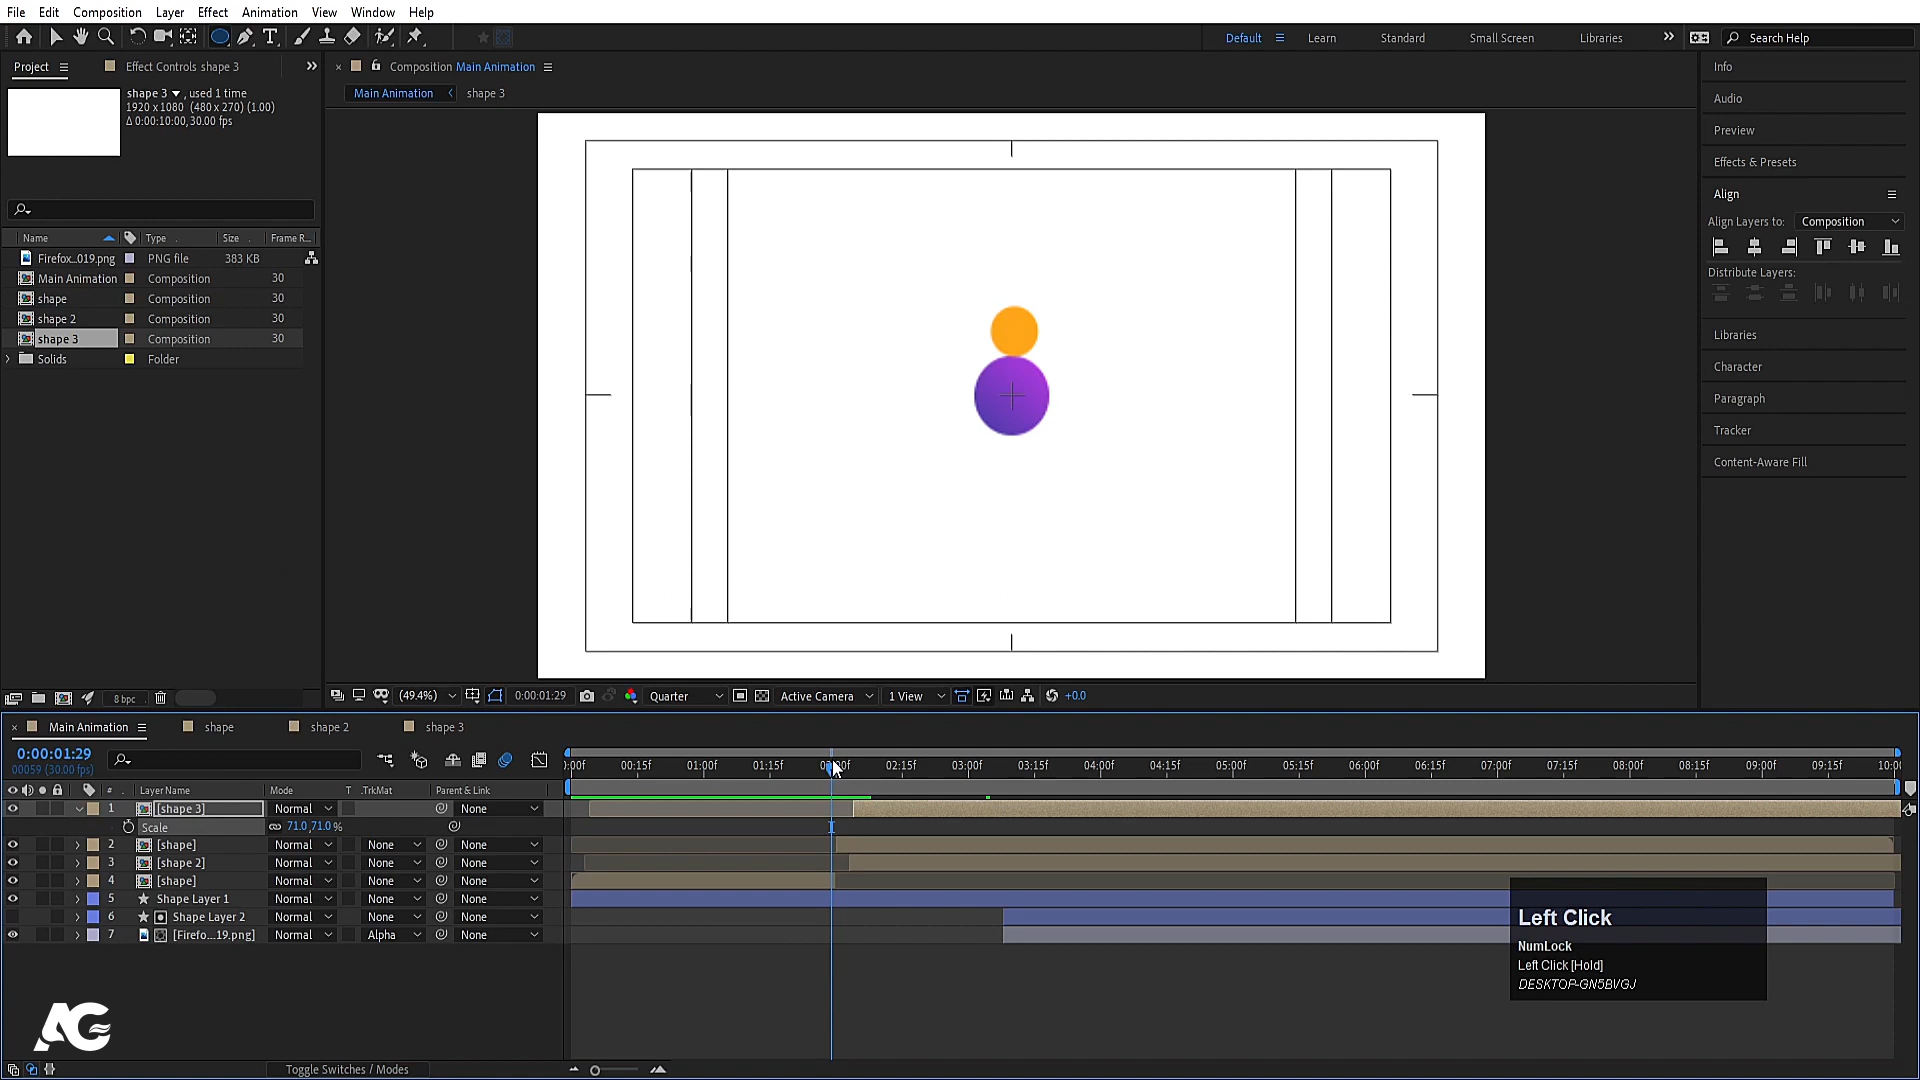 File Edit Composition Layer Effect Animation View Window Help
Default Learn Standard Small Screen Libraries Search Help
Project Effect Controls shape 3
Composition Main Animation
Main Animation shape 3
shape 3 , used 1 time
1920 x 1080 (480 x 270) (1.00)
Δ 0:00:10:00, 30.00 fps
Name Type Size Frame R...
Firefox...019.png PNG file 383 KB
Main Animation Composition 30
shape Composition 30
shape 2 Composition 30
shape 3 Composition 30
Solids Folder
8 bpc
(49.4%) 0:00:01:29 Quarter Active Camera 1 View +0.0
Info
Audio
Preview
Effects & Presets
Align
Align Layers to: Composition
Distribute Layers:
Libraries
Character
Paragraph
Tracker
Content-Aware Fill
Main Animation shape shape 2 shape 3
0:00:01:29
00059 (30.00 fps)
00:15f 01:00f 01:15f 02:15f 03:00f 03:15f 04:00f 04:15f 05:00f 05:15f 06:00f 06:15f 07:00f 07:15f 08:00f 08:15f 09:00f 09:15f
# Layer Name Mode T .TrkMat Parent & Link
1 [shape 3] Normal None
Scale 71.0,71.0%
2 [shape] Normal None None
3 [shape 2] Normal None None
4 [shape] Normal None None
5 Shape Layer 1 Normal None None
6 Shape Layer 2 Normal None None
7 [Firefo...19.png] Normal Alpha None
Left Click
NumLock
Left Click [Hold]
DESKTOP-GN5BVGJ
AG
Toggle Switches / Modes